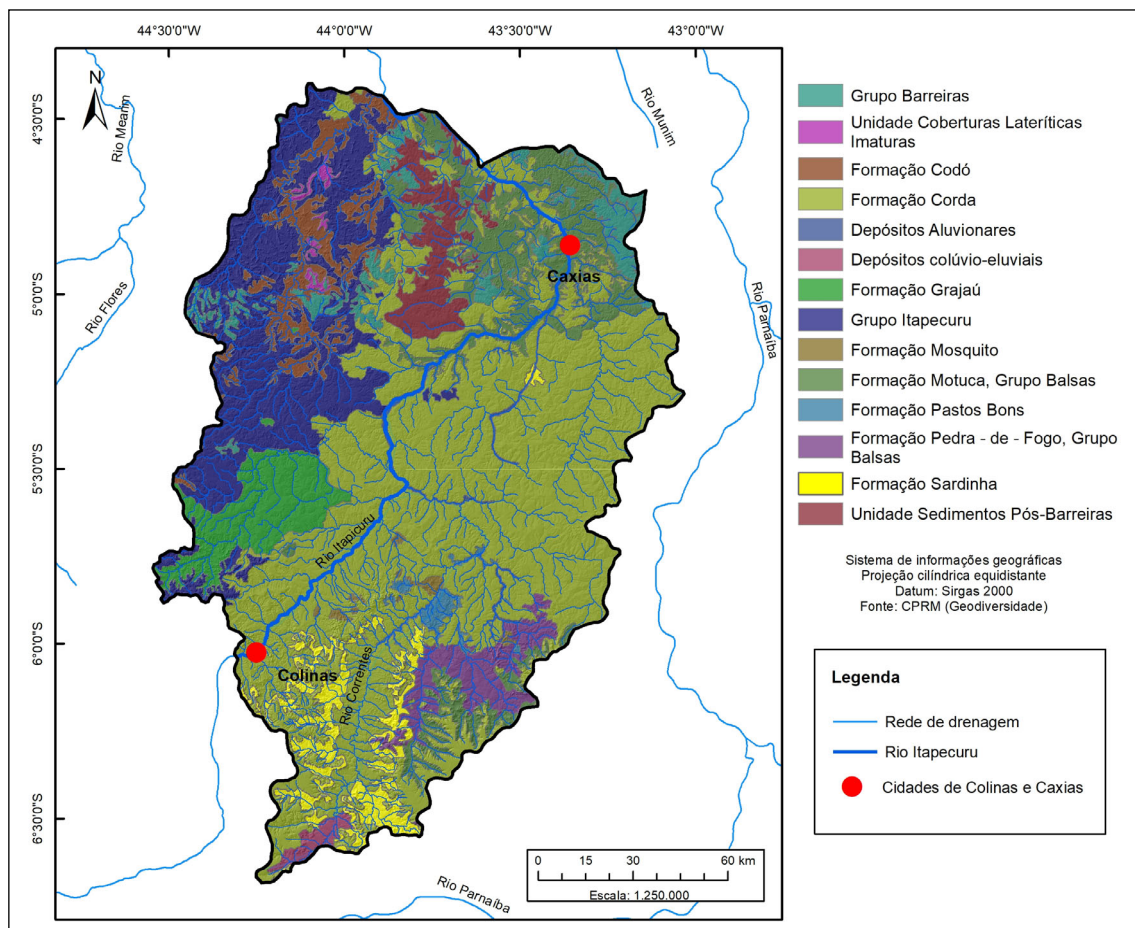 44°30'0"W
44°0'0"W
43°30'0"W
43°0'0"W
4°30'0"S
5°0'0"S
5°30'0"S
6°0'0"S
6°30'0"S
N
Rio Mearim
Rio Munim
Rio Flores
Rio Parnaíba
Caxias
Rio Itapicuru
Colinas
Rio Correntes
Rio Parnaíba
0 15 30 60 km
Escala: 1.250.000
Grupo Barreiras
Unidade Coberturas Lateríticas
Imaturas
Formação Codó
Formação Corda
Depósitos Aluvionares
Depósitos colúvio-eluviais
Formação Grajaú
Grupo Itapecuru
Formação Mosquito
Formação Motuca, Grupo Balsas
Formação Pastos Bons
Formação Pedra - de - Fogo, Grupo
Balsas
Formação Sardinha
Unidade Sedimentos Pós-Barreiras
Sistema de informações geográficas
Projeção cilíndrica equidistante
Datum: Sirgas 2000
Fonte: CPRM (Geodiversidade)
Legenda
Rede de drenagem
Rio Itapecuru
Cidades de Colinas e Caxias